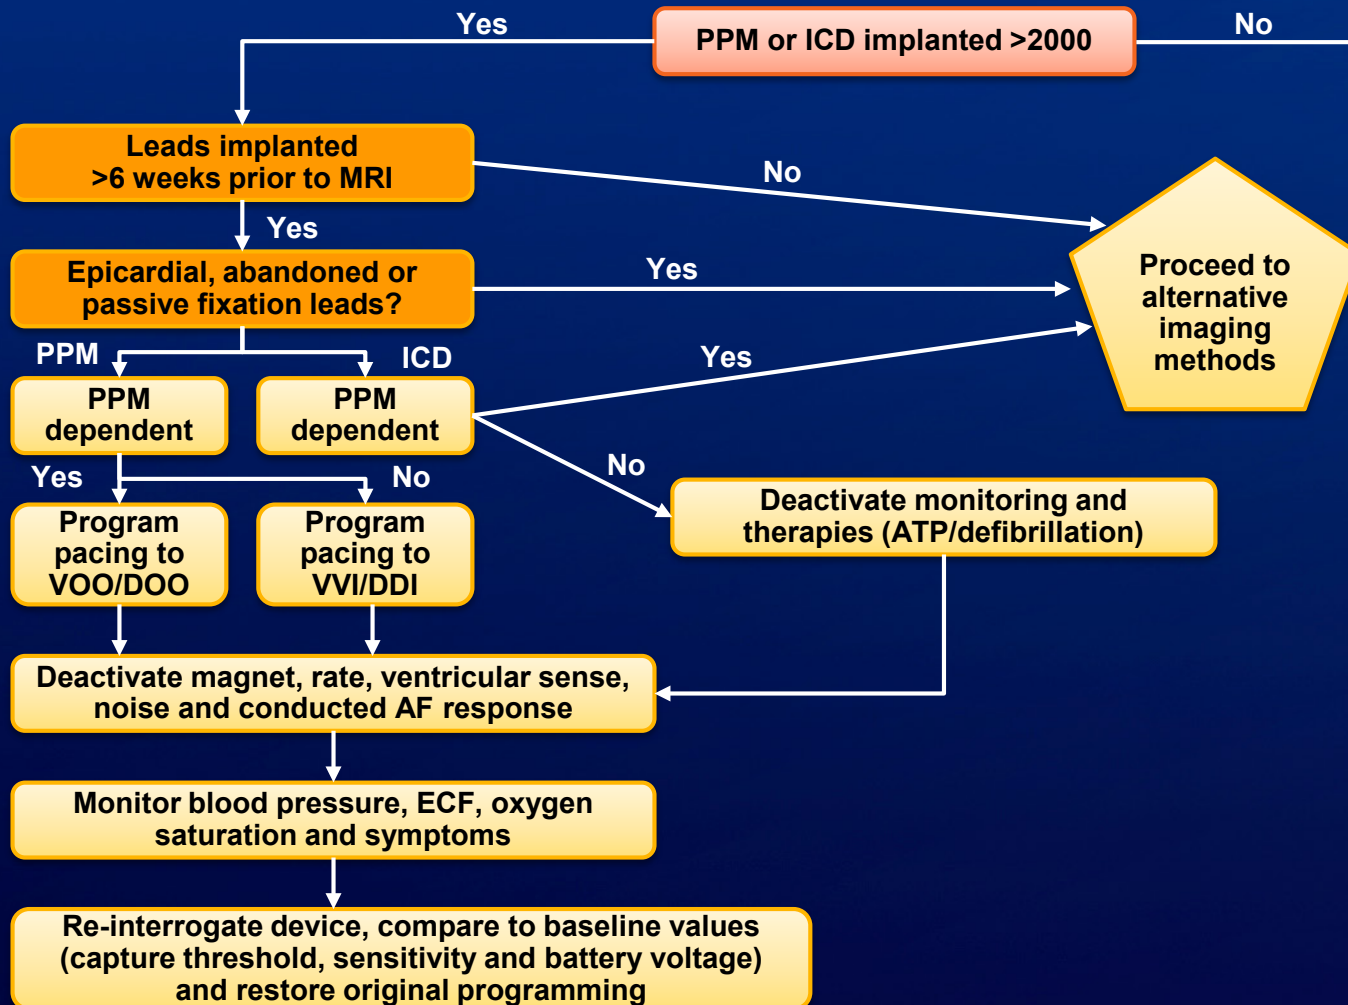 Yes
PPM or ICD implanted >2000
No
Leads implanted
>6 weeks prior to MRI
No
Yes
Epicardial, abandoned or
passive fixation leads?
Yes
Proceed to
alternative
imaging
methods
PPM
ICD
Yes
PPM
dependent
PPM
dependent
Yes
No
No
Program
pacing to
VOO/DOO
Program
pacing to
VVI/DDI
Deactivate monitoring and
therapies (ATP/defibrillation)
Deactivate magnet, rate, ventricular sense,
noise and conducted AF response
Monitor blood pressure, ECF, oxygen
saturation and symptoms
Re-interrogate device, compare to baseline values
(capture threshold, sensitivity and battery voltage)
and restore original programming